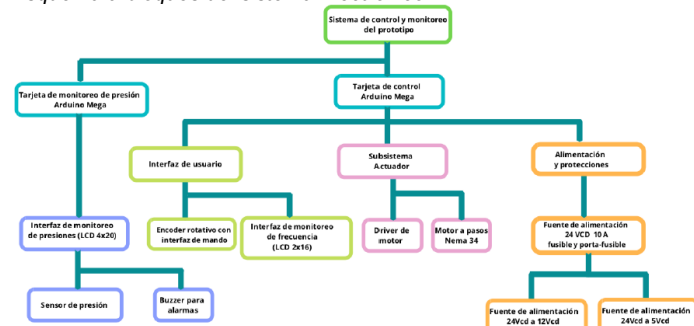 Sistema de control y monitoreo
del prototipo
Tarjeta de monitoreo de presión
Arduino Mega
Tarjeta de control
Arduino Mega
Interfaz de usuario
Subsistema
Actuador
Alimentación
y protecciones
Interfaz de monitoreo
de presiones (LCD 4x20)
Encoder rotativo con
interfaz de mando
Interfaz de monitoreo
de frecuencia
(LCD 2x16)
Driver de
motor
Motor a pasos
Nema 34
Fuente de alimentación
24 VCD 10 A
fusible y porta-fusible
Sensor de presión
Buzzer para
alarmas
Fuente de alimentación
24Vcd a 12Vcd
Fuente de alimentación
24Vcd a 5Vcd